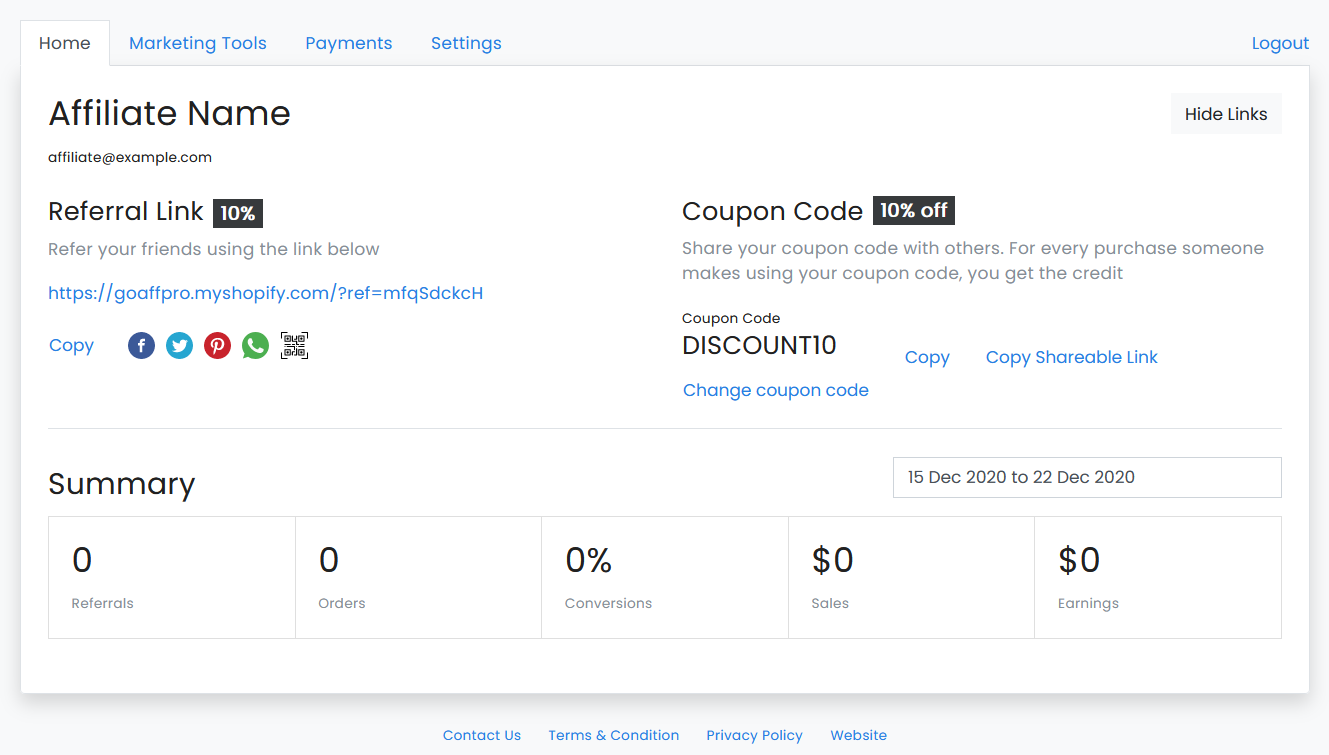 Home Marketing Tools Payments Settings Logout
Affiliate Name
Hide Links
affiliate@example.com
Referral Link 10%
Refer your friends using the link below
https://goaffpro.myshopify.com/?ref=mfqSdckcH
Copy
Coupon Code 10% off
Share your coupon code with others. For every purchase someone
makes using your coupon code, you get the credit
Coupon Code
DISCOUNT10
Copy Copy Shareable Link
Change coupon code
Summary
15 Dec 2020 to 22 Dec 2020
0
Referrals
0
Orders
0%
Conversions
$0
Sales
$0
Earnings
Contact Us Terms & Condition Privacy Policy Website